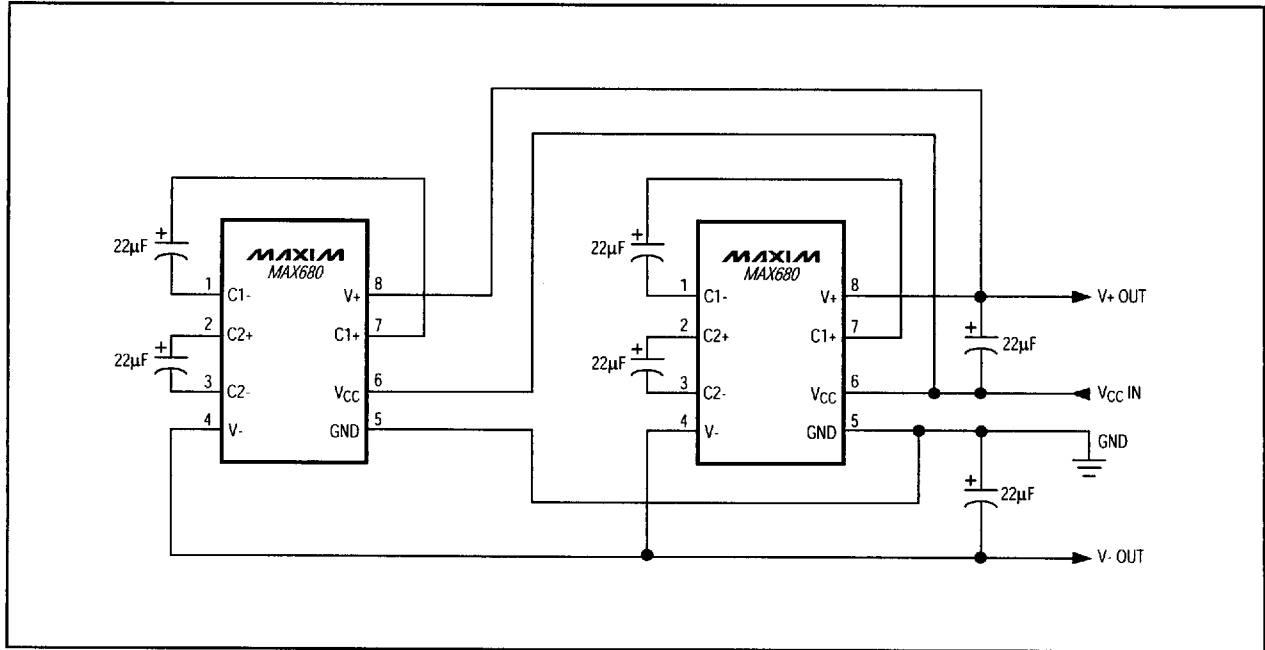 22µF
+
MAXIM
MAX680
1
C1-
V+
8
C1+
7
2
C2+
22µF
+
3
C2-
VCC
6
4
V-
GND
5
22µF
+
MAXIM
MAX680
1
C1-
V+
8
C1+
7
2
C2+
22µF
+
3
C2-
VCC
6
4
V-
GND
5
V+ OUT
+
22µF
VCC IN
GND
+
22µF
V- OUT